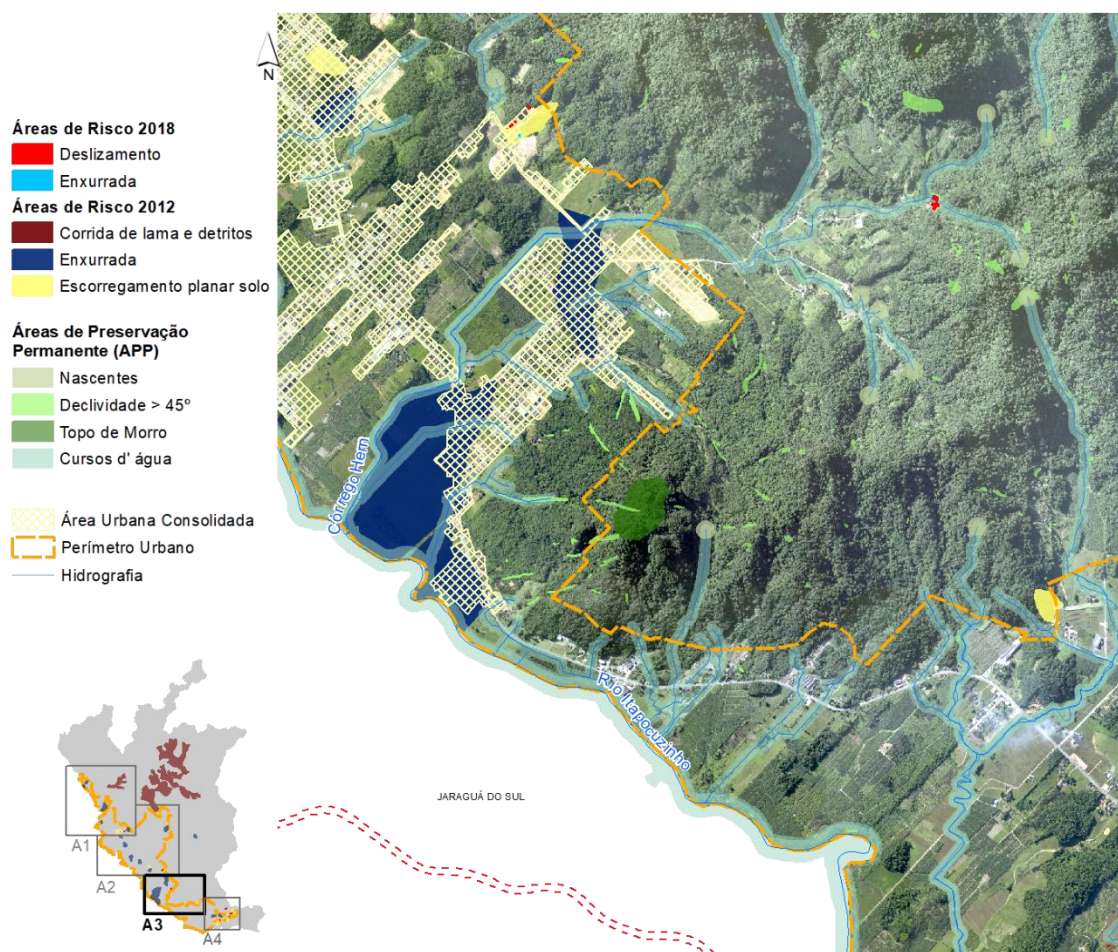 N
Áreas de Risco 2018
Deslizamento
Enxurrada
Áreas de Risco 2012
Corrida de lama e detritos
Enxurrada
Escorregamento planar solo
Áreas de Preservação
Permanente (APP)
Nascentes
Declividade > 45º
Topo de Morro
Cursos d' água
Área Urbana Consolidada
Perímetro Urbano
Hidrografia
Córrego Hern
Rio Itapocuzinho
JARAGUÁ DO SUL
A1
A2
A3
A4